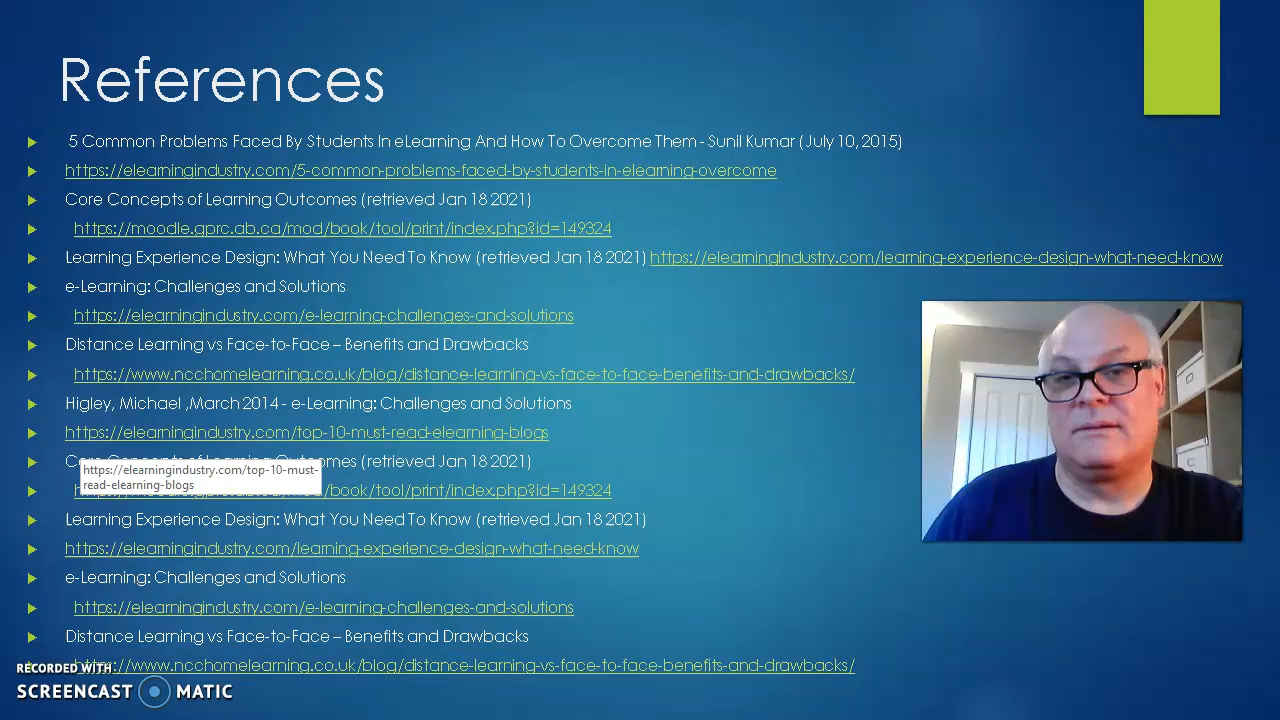 References
5 Common Problems Faced By Students In eLearning And How To Overcome Them - Sunil Kumar (July 10, 2015)
https://elearningindustry.com/5-common-problems-faced-by-students-in-elearning-overcome
Core Concepts of Learning Outcomes (retrieved Jan 18 2021)
https://moodle.gprc.ab.ca/mod/book/tool/print/index.php?id=149324
Learning Experience Design: What You Need To Know (retrieved Jan 18 2021) https://elearningindustry.com/learning-experience-design-what-need-know
e-Learning: Challenges and Solutions
https://elearningindustry.com/e-learning-challenges-and-solutions
Distance Learning vs Face-to-Face – Benefits and Drawbacks
https://www.ncchomelearning.co.uk/blog/distance-learning-vs-face-to-face-benefits-and-drawbacks/
Higley, Michael ,March 2014 - e-Learning: Challenges and Solutions
https://elearningindustry.com/top-10-must-read-elearning-blogs
Core Concepts of Learning Outcomes (retrieved Jan 18 2021)
https://elearningindustry.com/top-10-must-
read-elearning-blogs
/book/tool/print/index.php?id=149324
Learning Experience Design: What You Need To Know (retrieved Jan 18 2021)
https://elearningindustry.com/learning-experience-design-what-need-know
e-Learning: Challenges and Solutions
https://elearningindustry.com/e-learning-challenges-and-solutions
Distance Learning vs Face-to-Face – Benefits and Drawbacks
https://www.ncchomelearning.co.uk/blog/distance-learning-vs-face-to-face-benefits-and-drawbacks/
RECORDED WITH
SCREENCAST MATIC